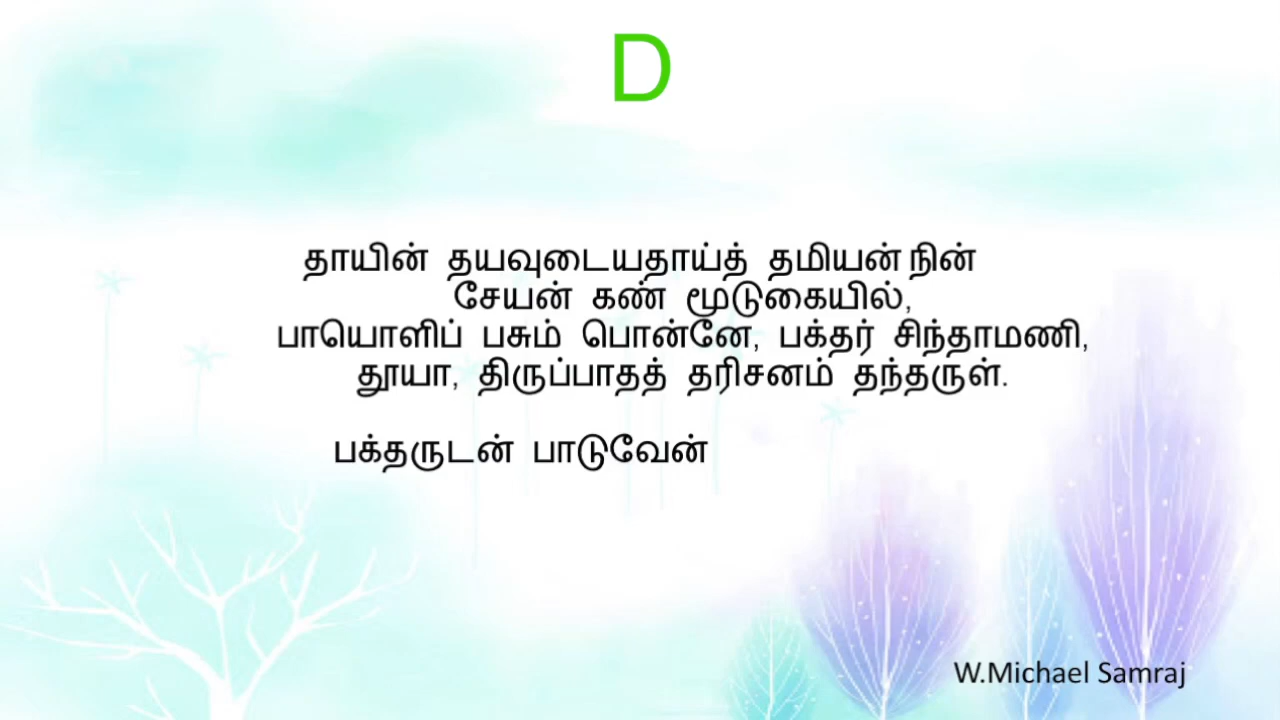 D
தாயின் தயவுடையதாய்த் தமியன் நின்
சேயன் கண் மூடுகையில்,
பாயொளிப் பசும் பொன்னே, பக்தர் சிந்தாமணி,
தூயா, திருப்பாதத் தரிசனம் தந்தருள்.
பக்தருடன் பாடுவேன்
W.Michael Samraj